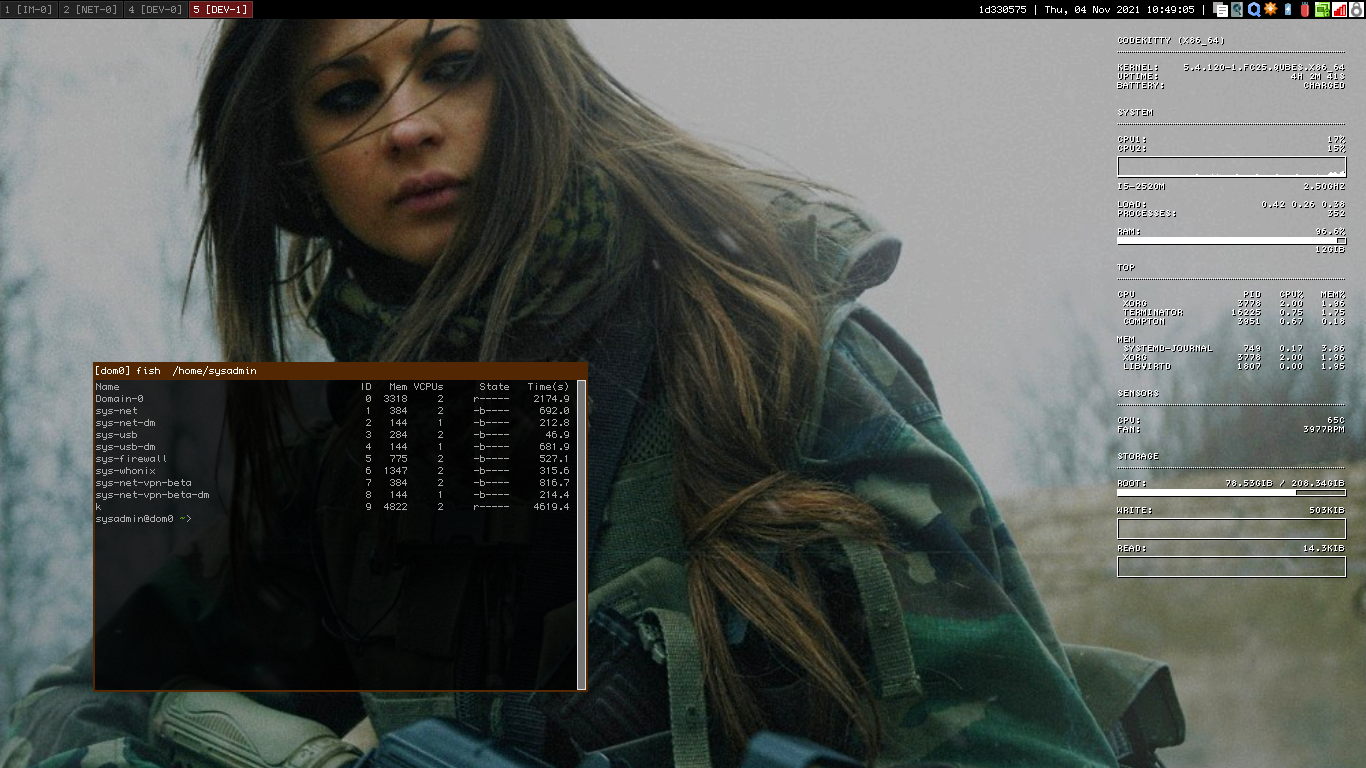 1 [IM-0] 2 [NET-0] 4 [DEV-0] 5 [DEV-1] 1d330575 | Thu, 04 Nov 2021 10:49:05 |
CODEKITTY (X86_64)
KERNEL: 5.4.120-1.FC25.QUBES.X86_64
UPTIME: 4H 2M 41S
BATTERY: CHARGED
SYSTEM
CPU1: 17%
CPU2: 15%
I5-2520M 2.50GHZ
LOAD: 0.42 0.26 0.38
PROCESSES: 352
RAM: 96.6%
12GIB
TOP
CPU PID CPU% MEM%
XORG 3778 2.00 1.96
TERMINATOR 16225 0.75 1.75
COMPTON 3951 0.67 0.18
MEM
SYSTEMD-JOURNAL 749 0.17 3.86
XORG 3778 2.00 1.96
LIBVIRTD 1807 0.00 1.95
SENSORS
CPU: 65C
FAN: 3977RPM
STORAGE
ROOT: 78.53GIB / 208.34GIB
WRITE: 503KIB
READ: 14.3KIB
[dom0] fish /home/sysadmin
Name ID Mem VCPUs State Time(s)
Domain-0 0 3318 2 r----- 2174.9
sys-net 1 384 2 -b---- 692.0
sys-net-dm 2 144 1 -b---- 212.8
sys-usb 3 284 2 -b---- 46.9
sys-usb-dm 4 144 1 -b---- 681.9
sys-firewall 5 775 2 -b---- 527.1
sys-whonix 6 1347 2 -b---- 315.6
sys-net-vpn-beta 7 384 2 -b---- 816.7
sys-net-vpn-beta-dm 8 144 1 -b---- 214.4
k 9 4822 2 r----- 4619.4
sysadmin@dom0 ~>